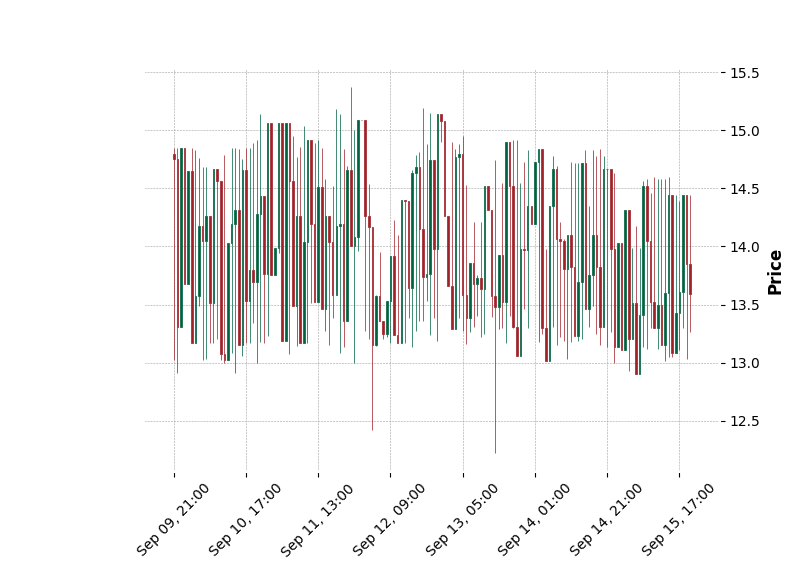 15.5
15.0
14.5
14.0
13.5
13.0
12.5
Price
Sep 09, 21:00
Sep 10, 17:00
Sep 11, 13:00
Sep 12, 09:00
Sep 13, 05:00
Sep 14, 01:00
Sep 14, 21:00
Sep 15, 17:00